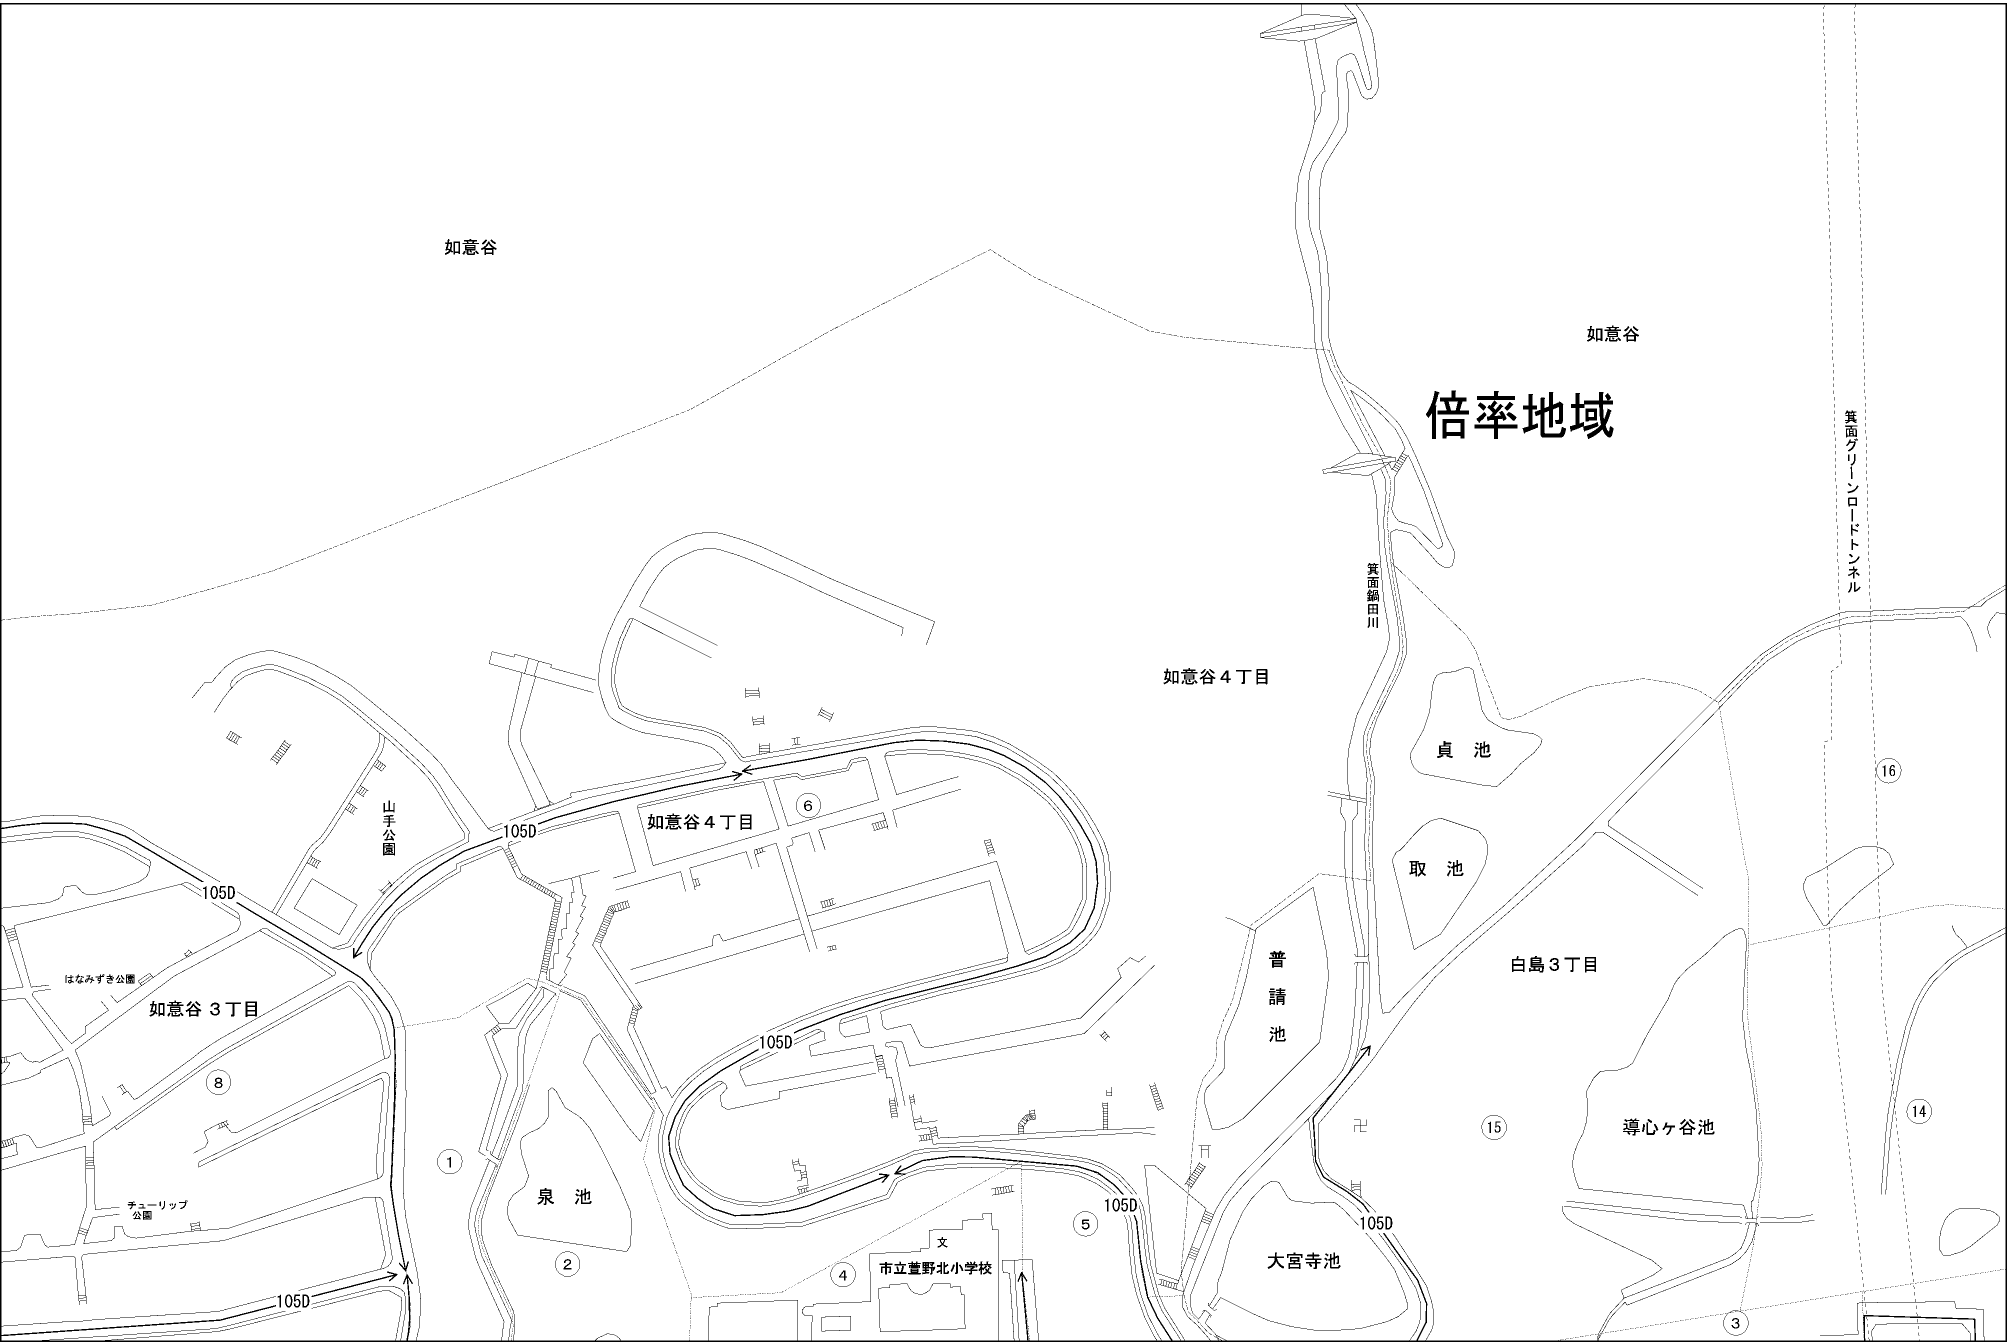 如意谷
如意谷
倍率地域
箕面グリーンロードトンネル
箕面鍋田川
如意谷４丁目
貞　池
16
山手公園
6
如意谷４丁目
105D
取　池
105D
普請池
白島３丁目
はなみずき公園
如意谷 ３丁目
105D
8
卍
15
14
導心ヶ谷池
1
泉　池
チューリップ
公園
105D
5
105D
文
大宮寺池
2
4
市立萱野北小学校
105D
3